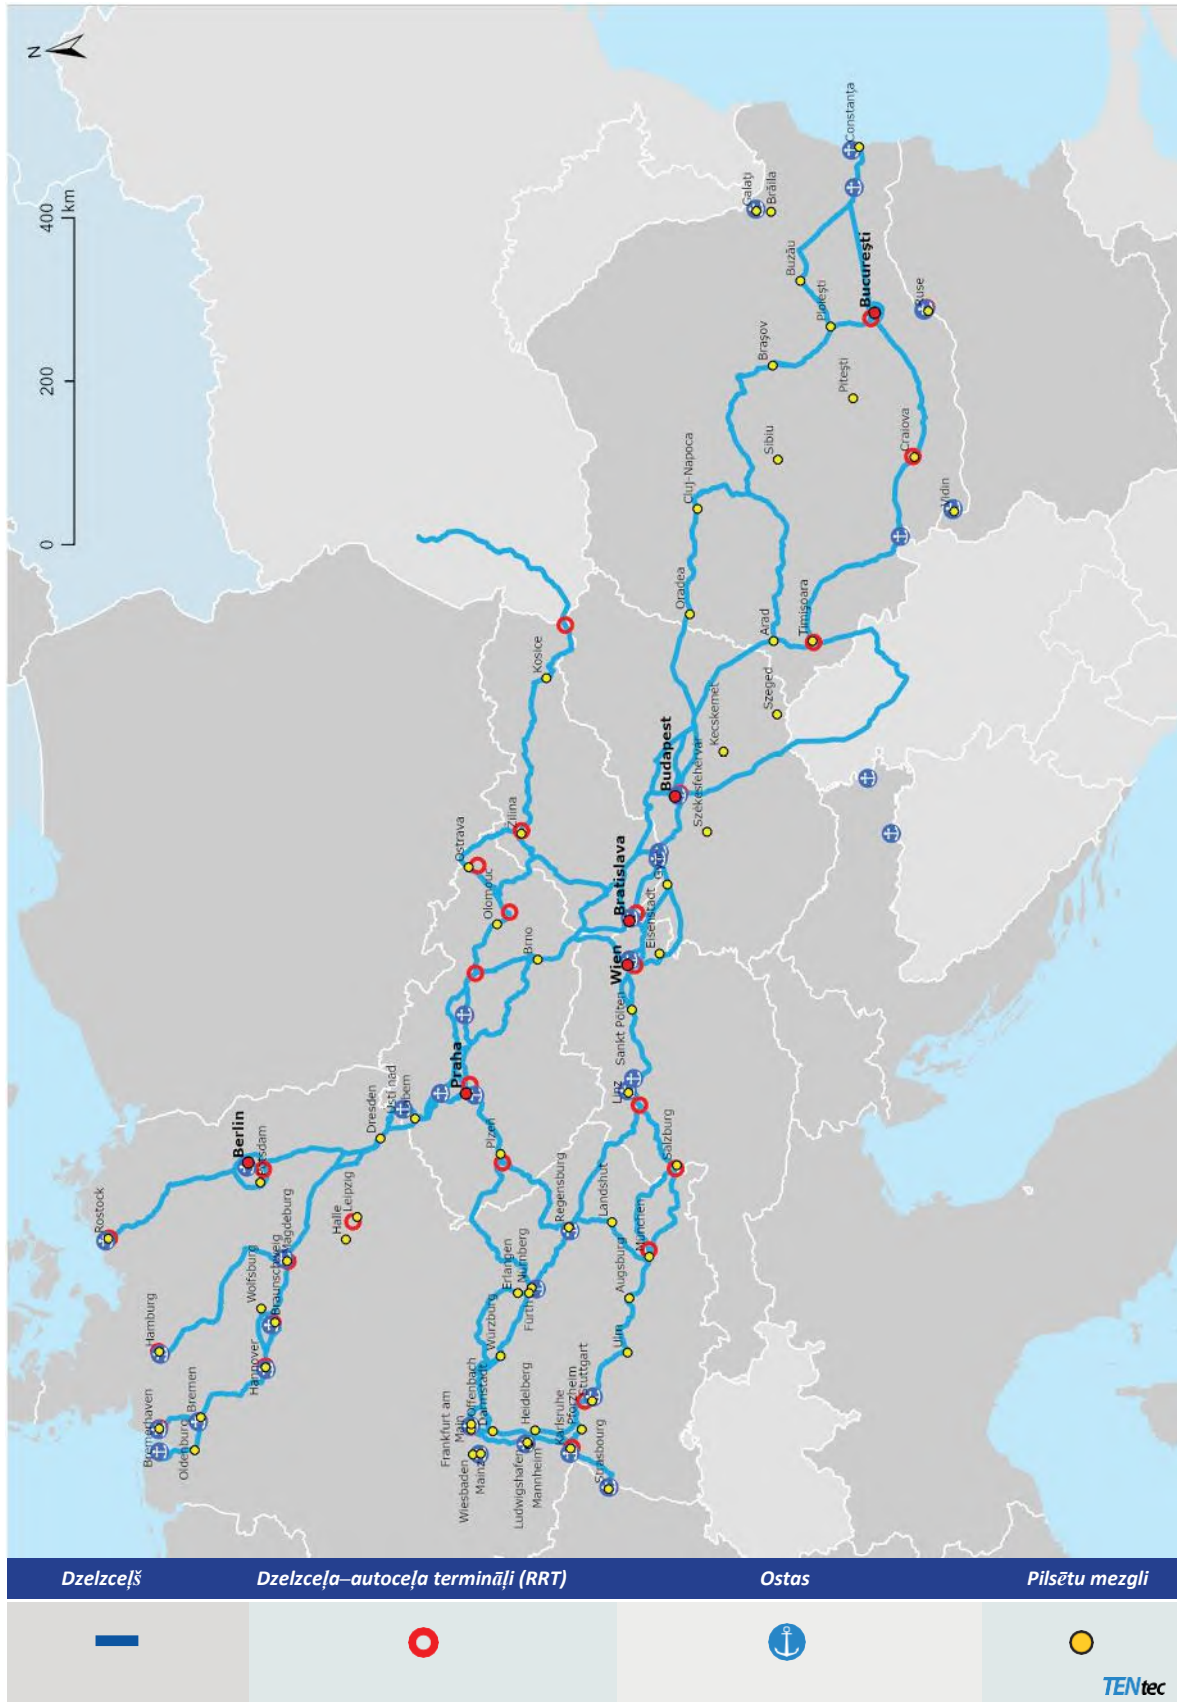 N
0
200
400
km
Rostock
Hamburg
Bremerhaven
Bremen
Oldenburg
Hannover
Wolfsburg
Braunschweig
Magdeburg
Berlin
Halle
Leipzig
Dresden
Ústí nad
Praha
Plzeň
Ostrava
Olomouc
Brno
Žilina
Kosice
Frankfurt am
Main
Offenbach
Darmstadt
Wiesbaden
Mainz
Würzburg
Erlangen
Nürnberg
Fürth
Ludwigshafen
Mannheim
Heidelberg
Karlsruhe
Pforzheim
Stuttgart
Strasbourg
Regensburg
Landshut
Ulm
Augsburg
München
Salzburg
Linz
Sankt Pölten
Wien
Eisenstadt
Bratislava
Budapest
Székesfehérvár
Kecskemét
Szeged
Oradea
Cluj-Napoca
Arad
Timișoara
Sibiu
Brașov
Pitești
Ploiești
Buzău
București
Craiova
Vidin
Ruse
Galați
Brăila
Constanța
Dzelzceļš
Dzelzceļa–autoceļa termināļi (RRT)
Ostas
Pilsētu mezgli
TENtec